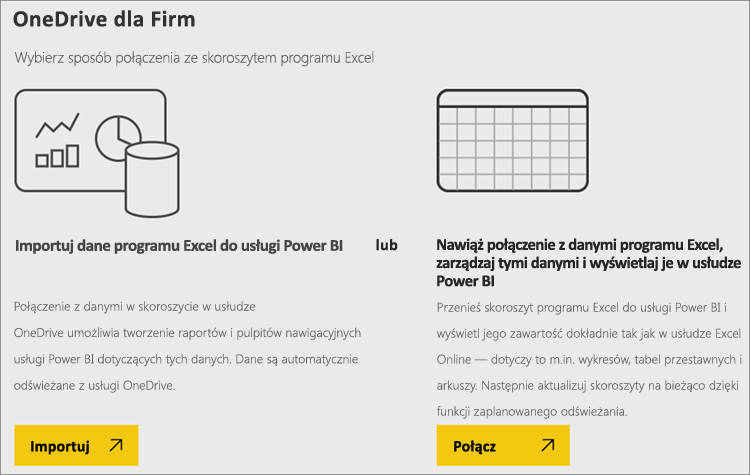 OneDrive dla Firm
Wybierz sposób połączenia ze skoroszytem programu Excel
Importuj dane programu Excel do usługi Power BI
Połączenie z danymi w skoroszycie w usłudze
OneDrive umożliwia tworzenie raportów i pulpitów nawigacyjnych
usługi Power BI dotyczących tych danych. Dane są automatycznie
odświeżane z usługi OneDrive.
Importuj
lub
Nawiąż połączenie z danymi programu Excel,
zarządzaj tymi danymi i wyświetlaj je w usłudze
Power BI
Przenieś skoroszyt programu Excel do usługi Power BI i
wyświetl jego zawartość dokładnie tak jak w usłudze Excel
Online — dotyczy to m.in. wykresów, tabel przestawnych i
arkuszy. Następnie aktualizuj skoroszyty na bieżąco dzięki
funkcji zaplanowanego odświeżania.
Połącz